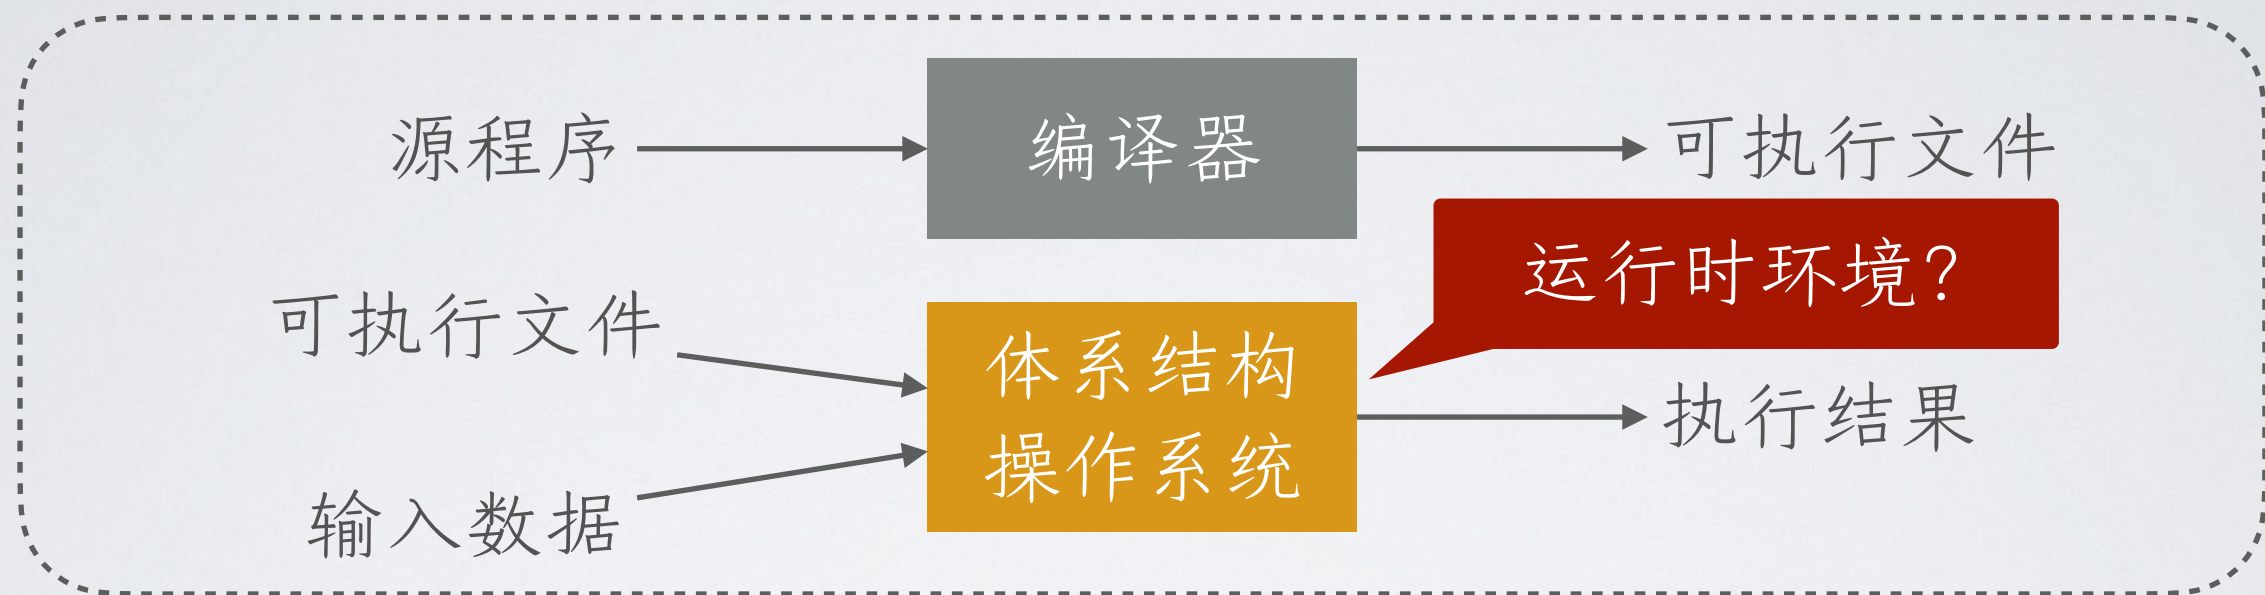 源程序
编译器
可执行文件
运行时环境?
可执行文件
体系结构
操作系统
执行结果
输入数据